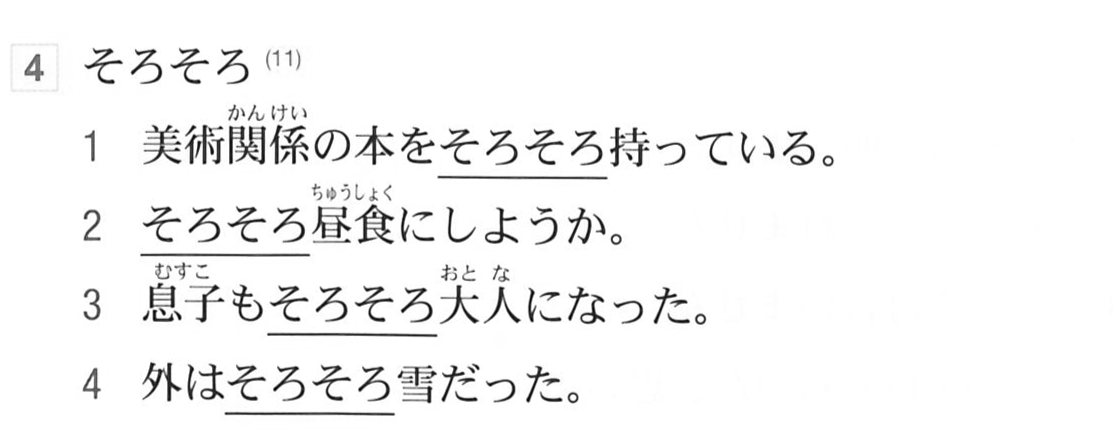 4 そろそろ (11)
かんけい
1 美術関係の本をそろそろ持っている。
ちゅうしょく
2 そろそろ昼食にしようか。
むすこ おとな
3 息子もそろそろ大人になった。
4 外はそろそろ雪だった。